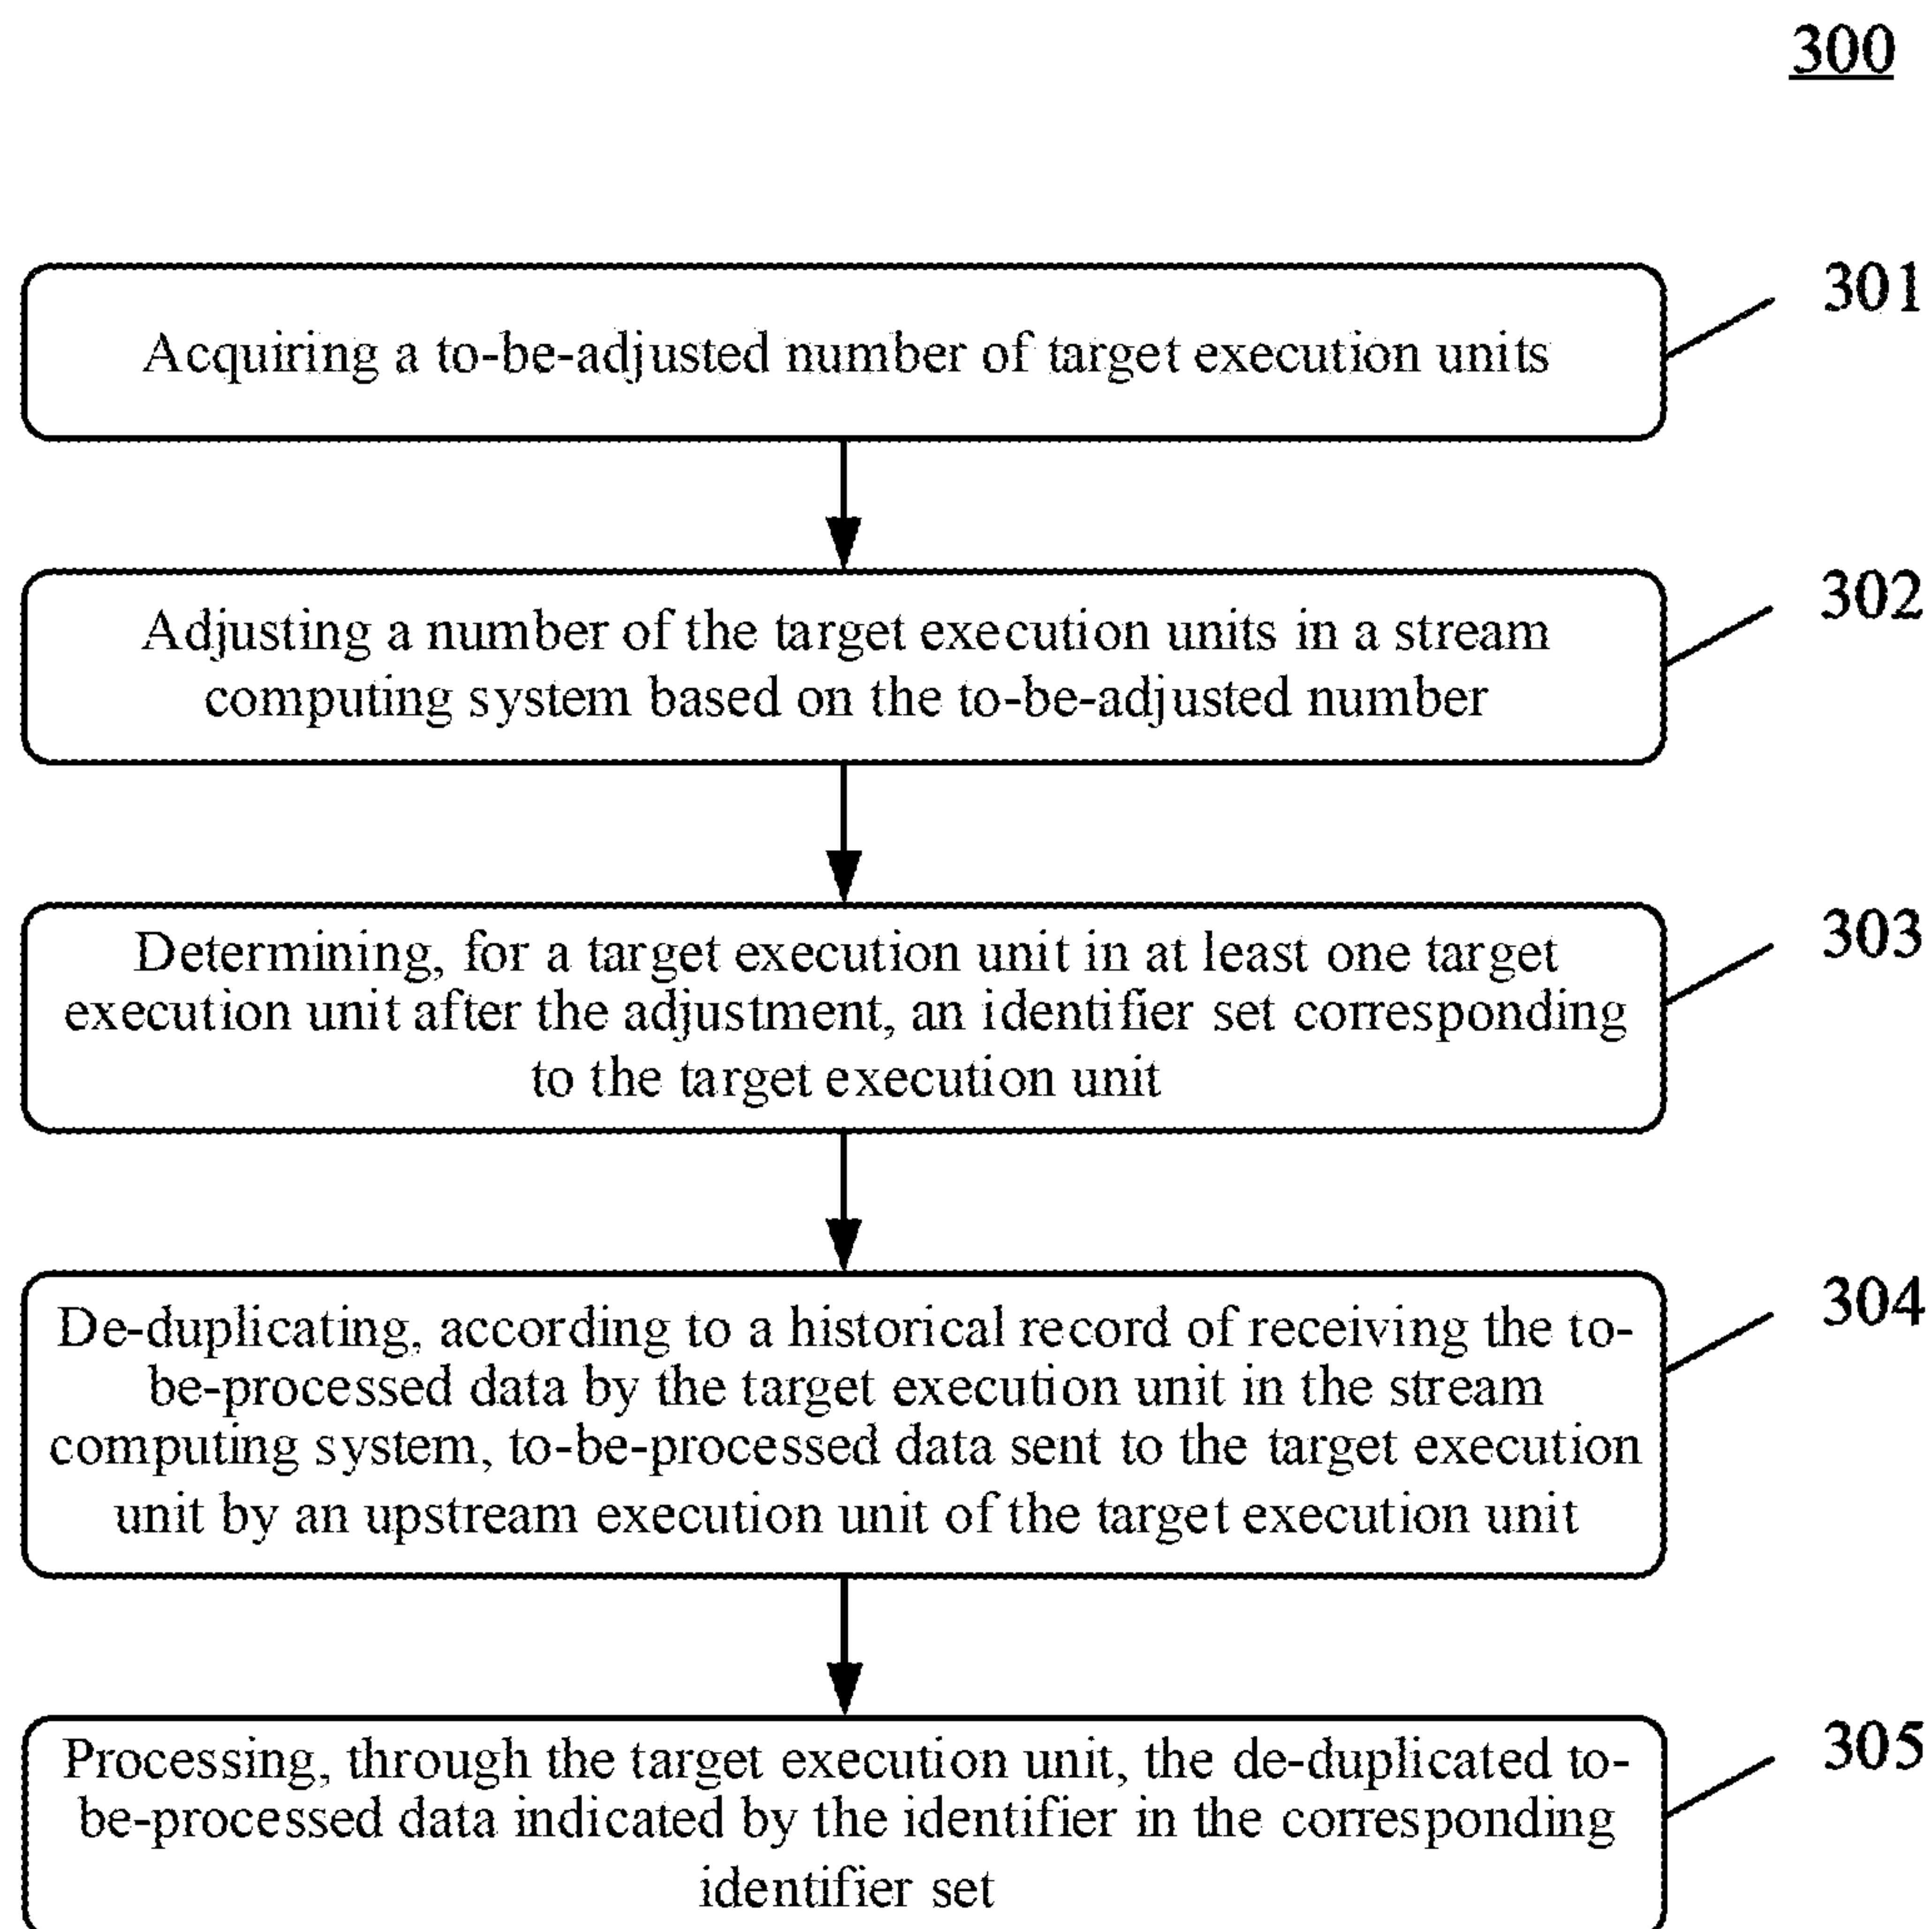 300
301
Acquiring a to-be-adjusted number of target execution units
302
Adjusting a number of the target execution units in a stream
computing system based on the to-be-adjusted number
303
Determining, for a target execution unit in at least one target
execution unit after the adjustment, an identifier set corresponding
to the target execution unit
304
De-duplicating, according to a historical record of receiving the to-
be-processed data by the target execution unit in the stream
computing system, to-be-processed data sent to the target execution
unit by an upstream execution unit of the target execution unit
305
Processing, through the target execution unit, the de-duplicated to-
be-processed data indicated by the identifier in the corresponding
identifier set